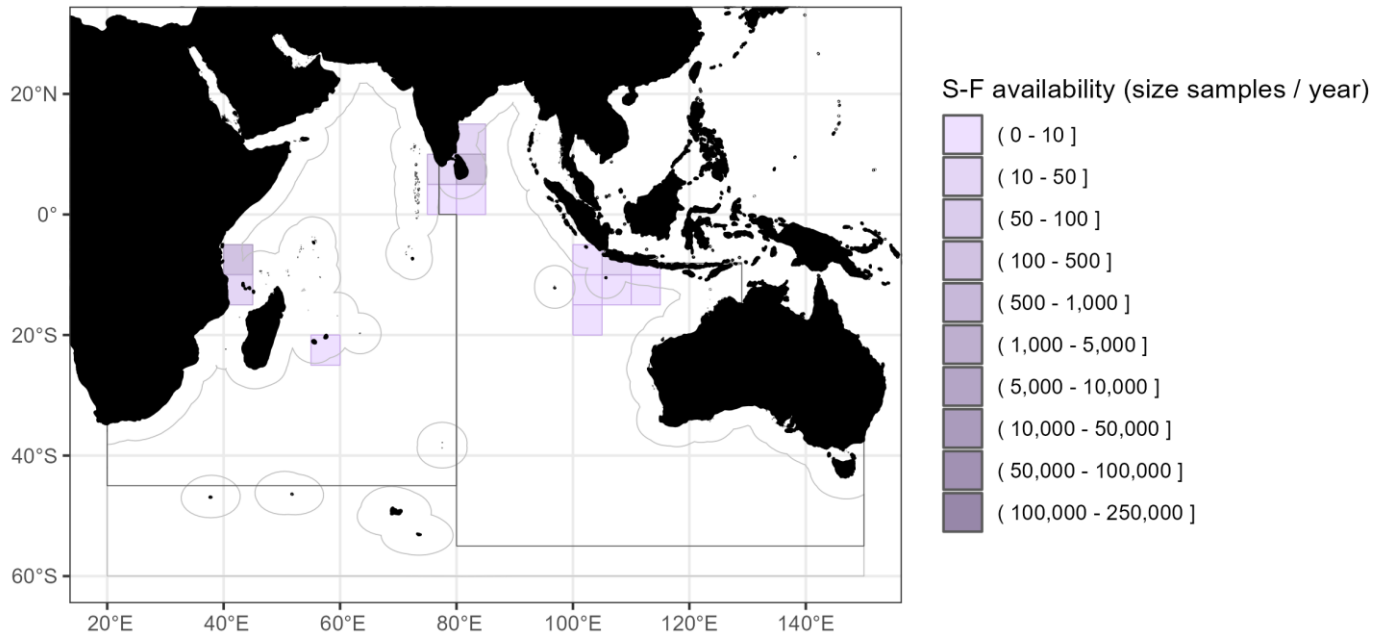 20°N
0°
20°S
40°S
60°S
20°E 40°E 60°E 80°E 100°E 120°E 140°E
S-F availability (size samples / year)
( 0 - 10 ]
( 10 - 50 ]
( 50 - 100 ]
( 100 - 500 ]
( 500 - 1,000 ]
( 1,000 - 5,000 ]
( 5,000 - 10,000 ]
( 10,000 - 50,000 ]
( 50,000 - 100,000 ]
( 100,000 - 250,000 ]